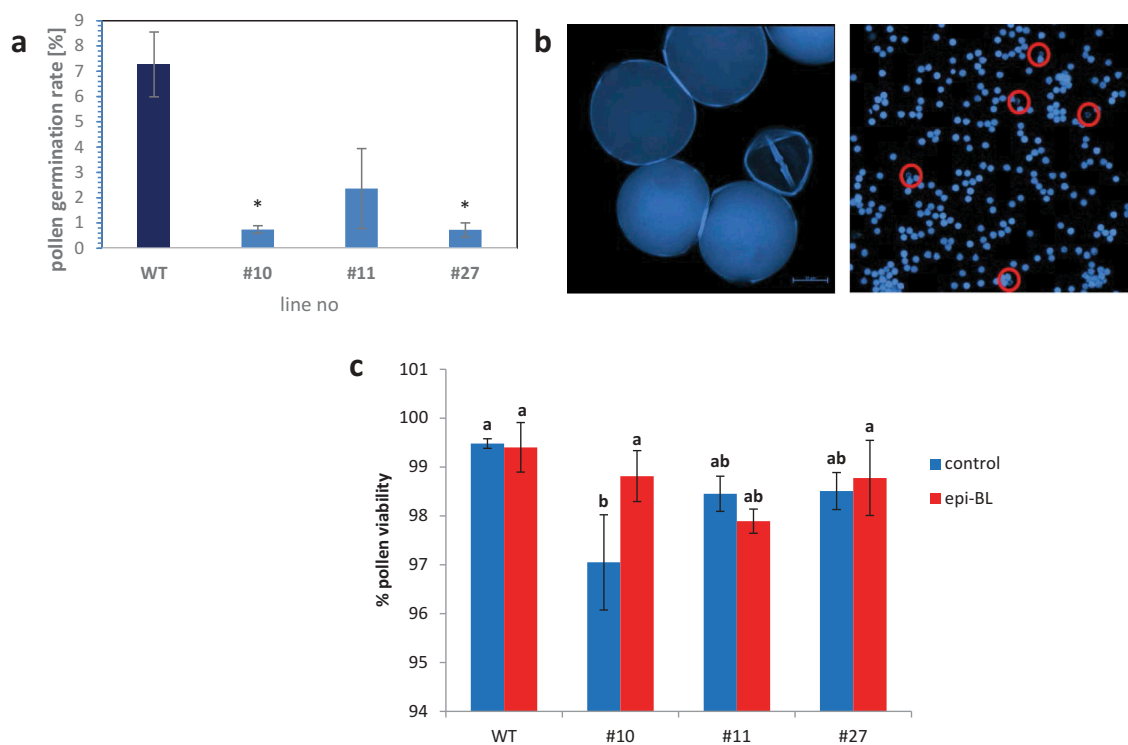 a
pollen germination rate [%]
9
8
7
6
5
4
3
2
1
0
*
*
WT #10 #11 #27
line no
b
c
% pollen viability
101
100
99
98
97
96
95
94
a a
b a
ab ab
a
control
epi-BL
WT #10 #11 #27